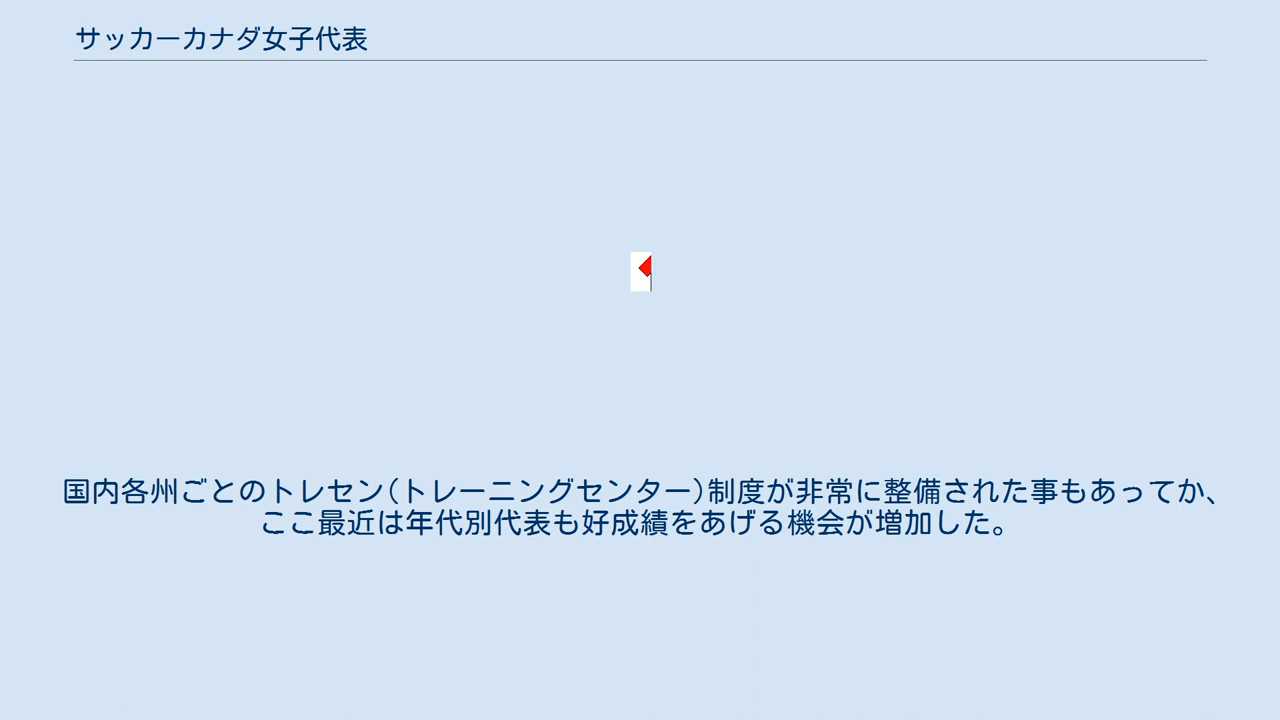 サッカーカナダ女子代表
国内各州ごとのトレセン(トレーニングセンター)制度が非常に整備された事もあってか、
ここ最近は年代別代表も好成績をあげる機会が増加した。